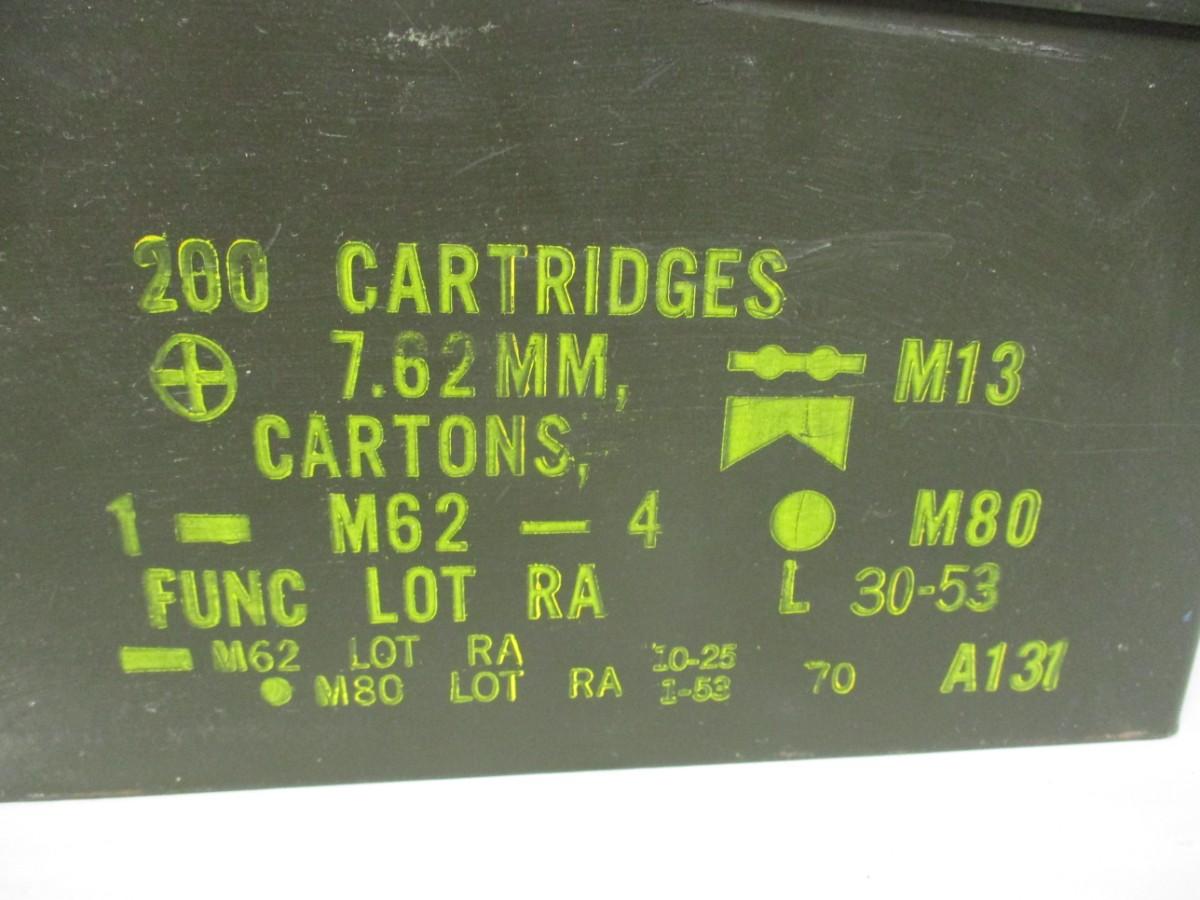 200 CARTRIDGES
7.62MM, M13
CARTONS,
1 — M62 — 4 M80
FUNC LOT RA L 30-53
M62 LOT RA 10-25
M80 LOT RA 1-53 70 A131